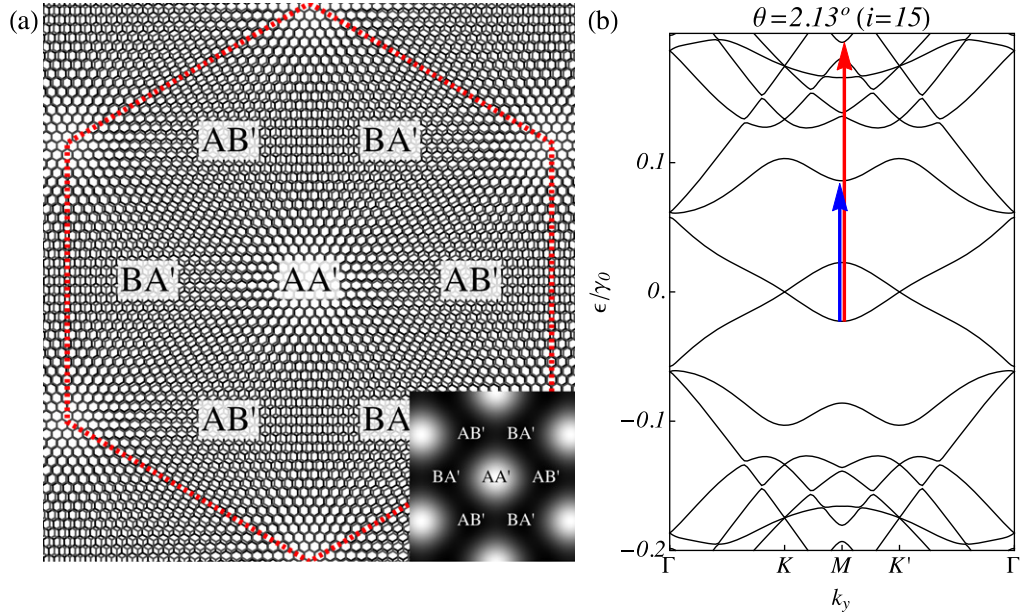 (a)
AB'
BA'
BA'
AA'
AB'
AB'
BA
AB' BA'
BA' AA' AB'
AB' BA'
(b)
θ=2.13° (i=15)
ϵ/γ₀
0.1
0.
−0.1
−0.2
Γ K M K' Γ
k_y